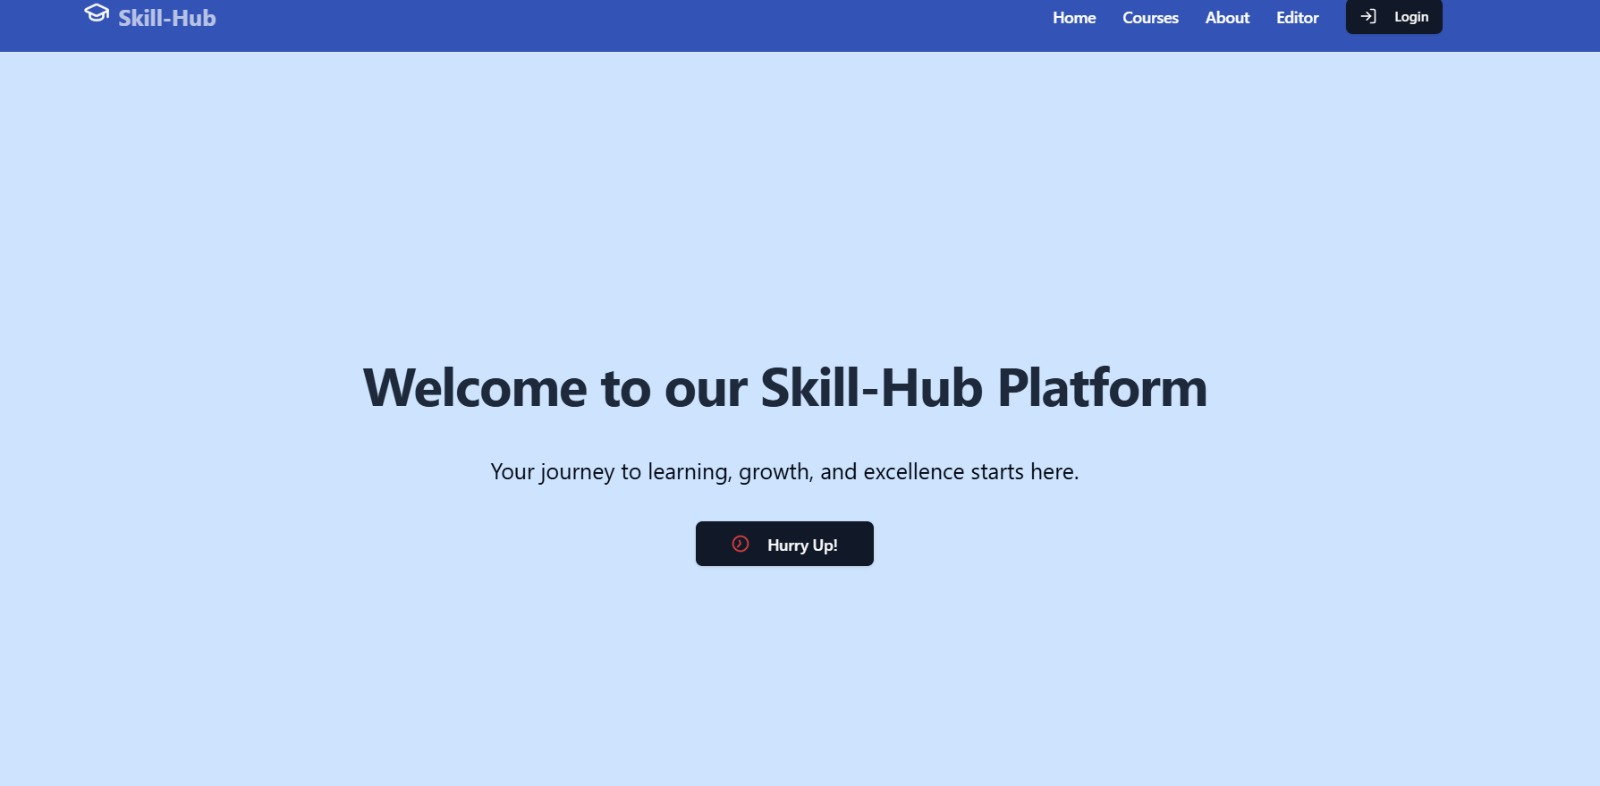 Skill-Hub
Home
Courses
About
Editor
Login
Welcome to our Skill-Hub Platform
Your journey to learning, growth, and excellence starts here.
Hurry Up!